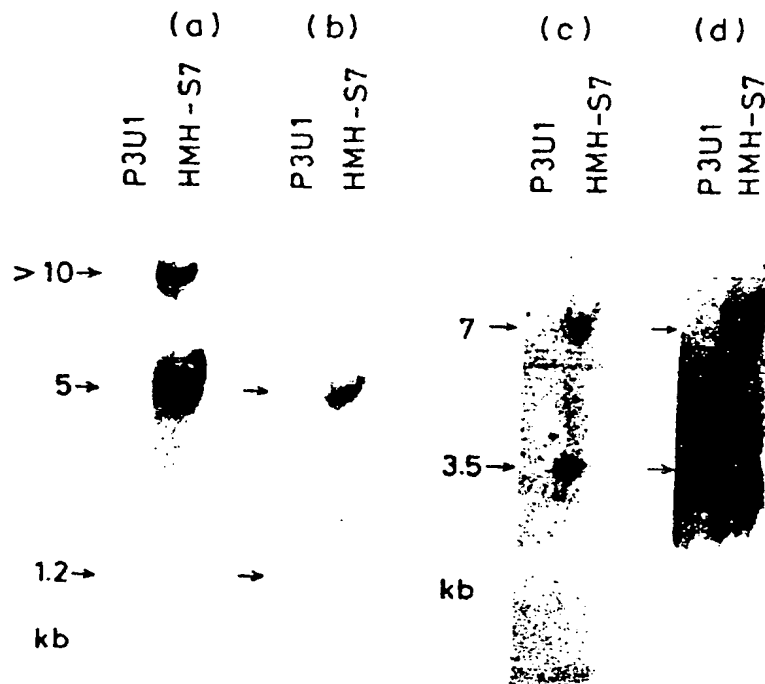 (a) (b) (c) (d)
P3U1
HMH-S7
P3U1
HMH-S7
P3U1
HMH-S7
P3U1
HMH-S7
> 10→
5→ →
1.2→ →
kb
7 → →
3.5→ →
kb